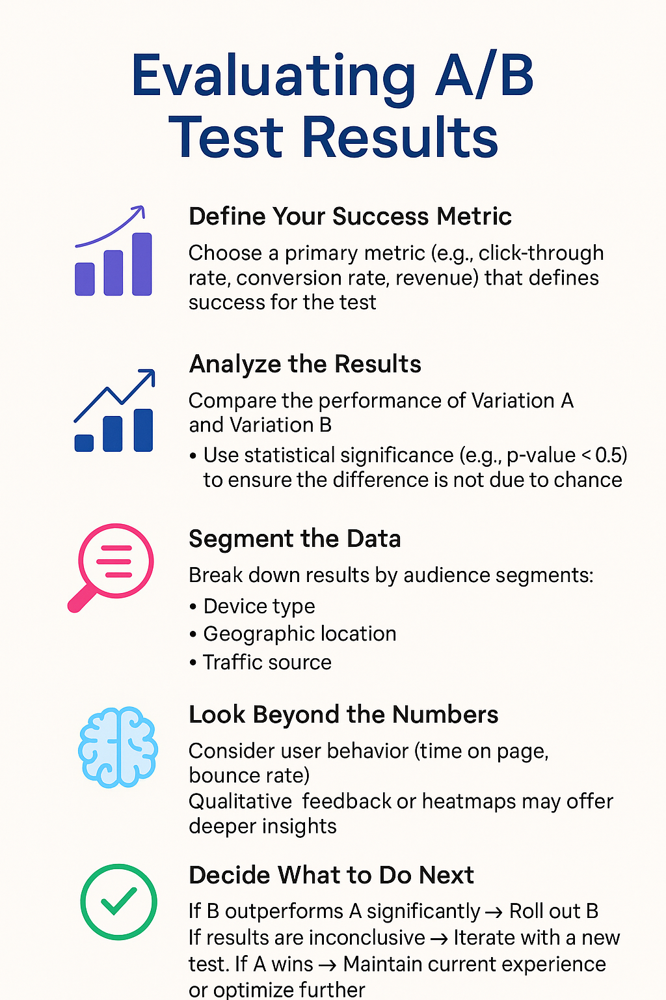 Evaluating A/B
Test Results
Define Your Success Metric
Choose a primary metric (e.g., click-through
rate, conversion rate, revenue) that defines
success for the test
Analyze the Results
Compare the performance of Variation A
and Variation B
• Use statistical significance (e.g., p-value < 0.5)
to ensure the difference is not due to chance
Segment the Data
Break down results by audience segments:
• Device type
• Geographic location
• Traffic source
Look Beyond the Numbers
Consider user behavior (time on page,
bounce rate)
Qualitative feedback or heatmaps may offer
deeper insights
Decide What to Do Next
If B outperforms A significantly → Roll out B
If results are inconclusive → Iterate with a new
test. If A wins → Maintain current experience
or optimize further